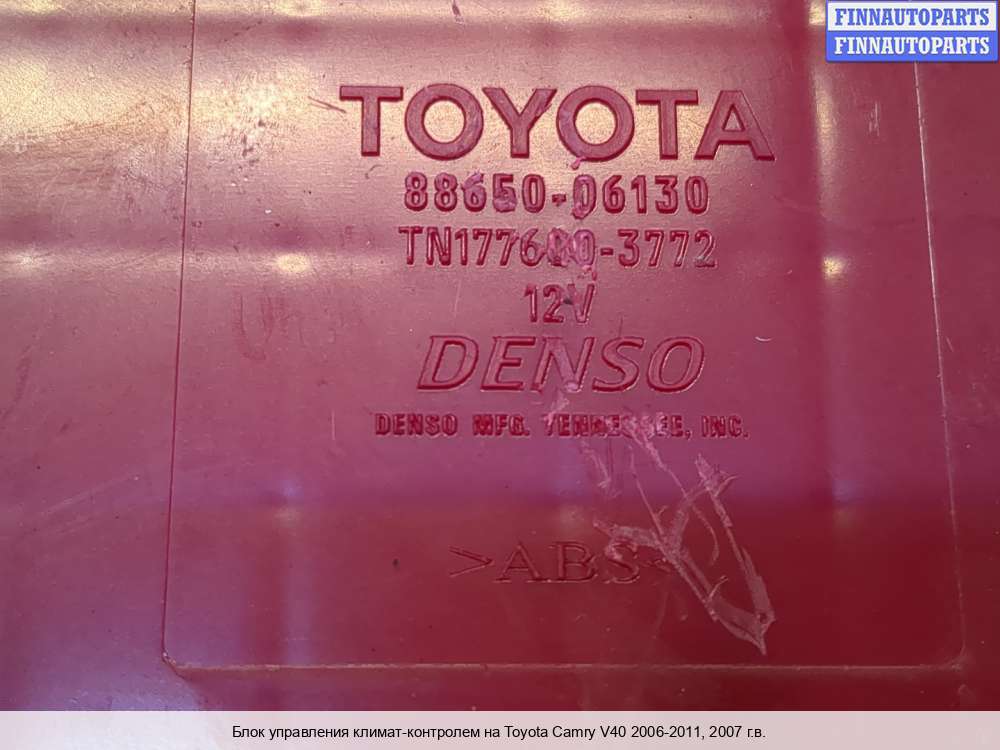 FINNAUTOPARTS
FINNAUTOPARTS
TOYOTA
88650-06130
TN177600-3772
12V
DENSO
DENSO MFG. TENNESSEE, INC.
>ABS<
Блок управления климат-контролем на Toyota Camry V40 2006-2011, 2007 г.в.